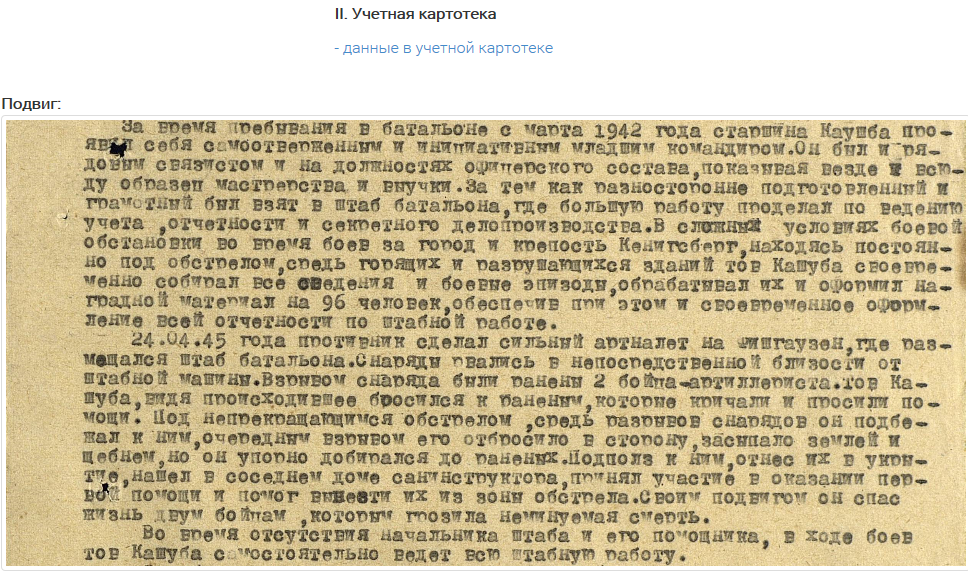 II. Учетная картотека
- данные в учетной картотеке
Подвиг:
За время пребывания в батальоне с марта 1942 года старшина Каушба про-
явил себя самоотверженным и инициативным младшим командиром.Он был и ря-
довым связистом и на должностях офицерского состава,показывая везде и всю-
ду образец мастрерства и выучки.За тем как разносторонне подготовленный и
грамотный был взят в штаб батальона,где большую работу проделал по ведению
учета ,отчетности и секретного делопроизводства.В сложных условиях боевой
обстановки во время боев за город и крепость Кенигсберг,находясь постоян-
но под обстрелом,средь горящих и разрушающихся зданий тов Кашуба своевре-
менно собирал все сведения и боевые эпизоды,обрабатывал их и оформил на-
градной материал на 96 человек,обеспечив при этом и своевременное оформ-
ление всей отчетности по штабной работе.
24.04.45 года противник сделал сильный артналет на Фишгаузен,где раз-
мещался штаб батальона.Снаряды рвались в непосредственной близости от
штабной машины.Взрывом снаряда были ранены 2 бойца-артиллериста.тов Ка-
шуба,видя происходившее бросился к раненым,которые кричали и просили по-
мощи. Под непрекращающимся обстрелом ,средь разрывов снарядов он подбе-
жал к ним,очередным взрывом его отбросило в сторону,засыпало землей и
щебнем,но он упорно добирался до раненых.Подполз к ним,отнес их в укры-
тие,нашел в соседнем доме санинструктора,принял участие в оказании пер-
вой помощи и помог вывезти их из зоны обстрела.Своим подвигом он спас
жизнь двум бойцам ,которым грозила неминуемая смерть.
Во время отсутствия начальника штаба и его помощника, в ходе боев
тов Кашуба самостоятельно ведет всю штабную работу.